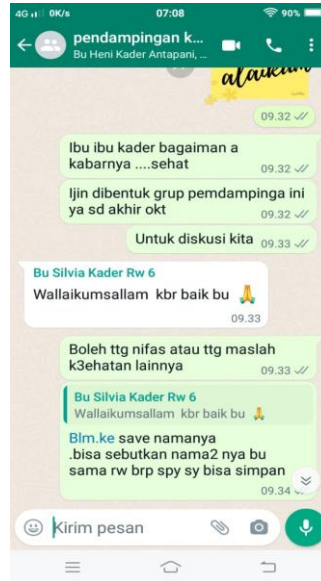 4G 0K/s 07:08 90%
pendampingan k...
Bu Heni Kader Antapani, ...
alaikum
09.32
Ibu ibu kader bagaiman a
kabarnya ....sehat
09.32
Ijin dibentuk grup pemdampinga ini
ya sd akhir okt
09.32
Untuk diskusi kita 09.33
Bu Silvia Kader Rw 6
Wallaikumsallam kbr baik bu 🙏
09.33
Boleh ttg nifas atau ttg maslah
k3ehatan lainnya
09.33
Bu Silvia Kader Rw 6
Wallaikumsallam kbr baik bu 🙏
Blm.ke save namanya
.bisa sebutkan nama2 nya bu
sama rw brp spy sy bisa simpan
09.34
Kirim pesan